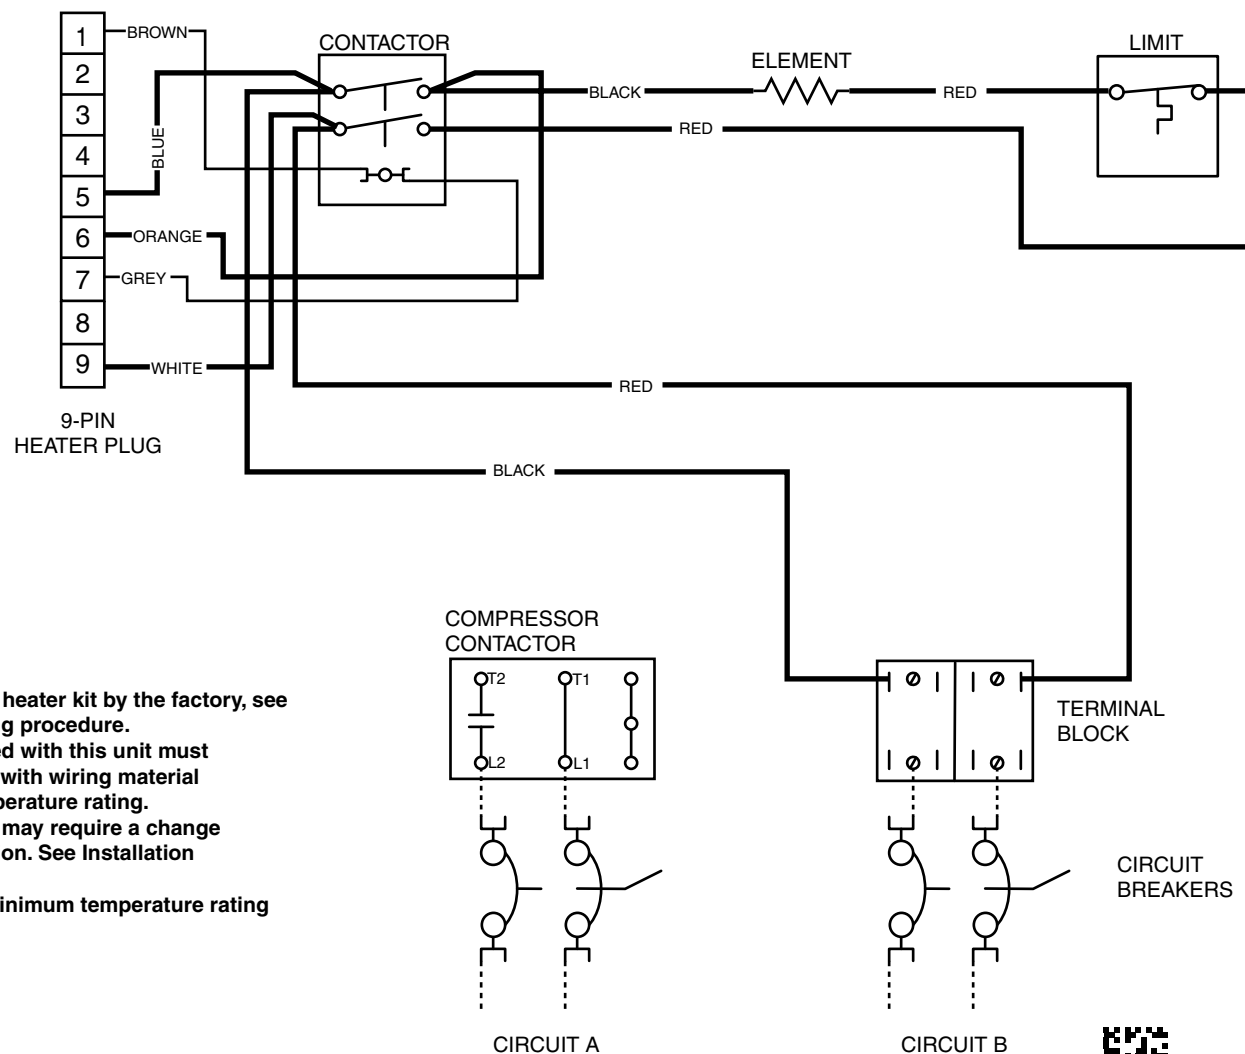 1
BROWN
CONTACTOR
LIMIT
2
ELEMENT
BLACK
RED
3
RED
4
BLUE
5
6
ORANGE
7
GREY
8
9
WHITE
RED
9-PIN
HEATER PLUG
BLACK
COMPRESSOR
CONTACTOR
T2
T1
L2
L1
TERMINAL
BLOCK
heater kit by the factory, see
g procedure.
ed with this unit must
with wiring material
perature rating.
may require a change
on. See Installation
inimum temperature rating
CIRCUIT
BREAKERS
CIRCUIT A
CIRCUIT B